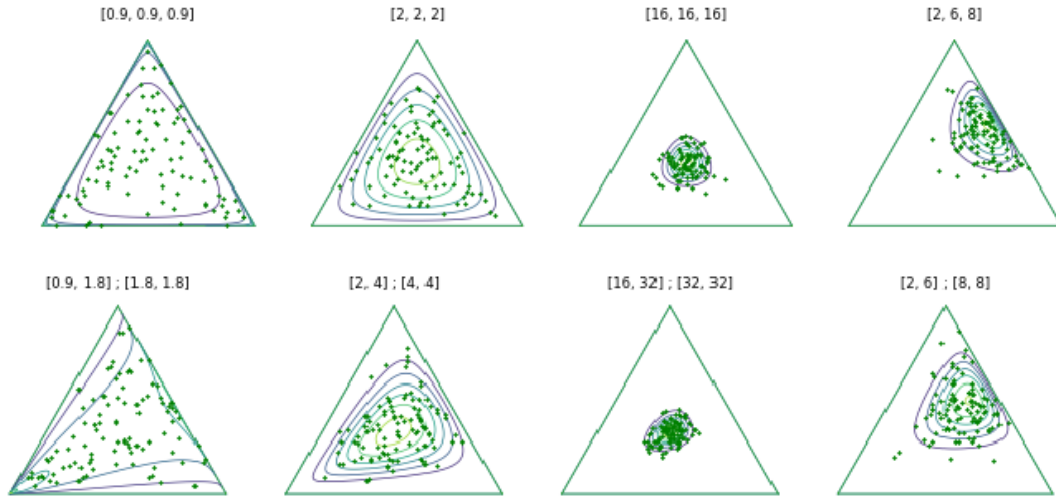 [0.9, 0.9, 0.9]
[2, 2, 2]
[16, 16, 16]
[2, 6, 8]
[0.9, 1.8] ; [1.8, 1.8]
[2, 4] ; [4, 4]
[16, 32] ; [32, 32]
[2, 6] ; [8, 8]